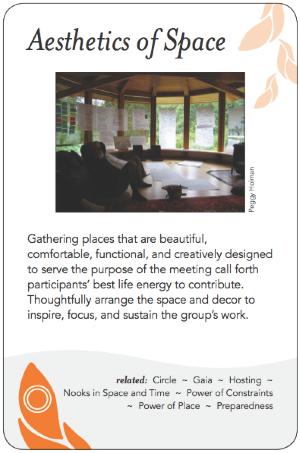 Aesthetics of Space
Peggy Holman
Gathering places that are beautiful,
comfortable, functional, and creatively designed
to serve the purpose of the meeting call forth
participants' best life energy to contribute.
Thoughtfully arrange the space and decor to
inspire, focus, and sustain the group's work.
related: Circle ~ Gaia ~ Hosting ~
Nooks in Space and Time ~ Power of Constraints
~ Power of Place ~ Preparedness